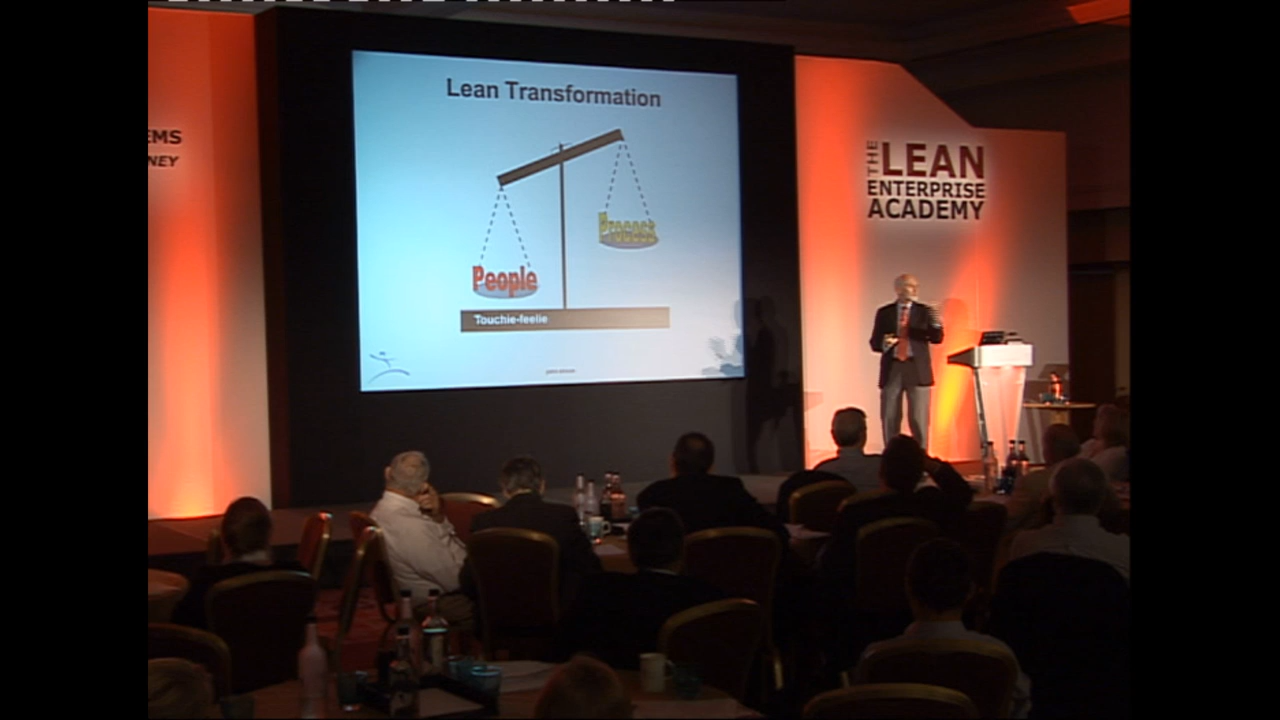 EMS
NEY
Lean Transformation
Process
People
Touchie-feelie
THE
LEAN
ENTERPRISE
ACADEMY